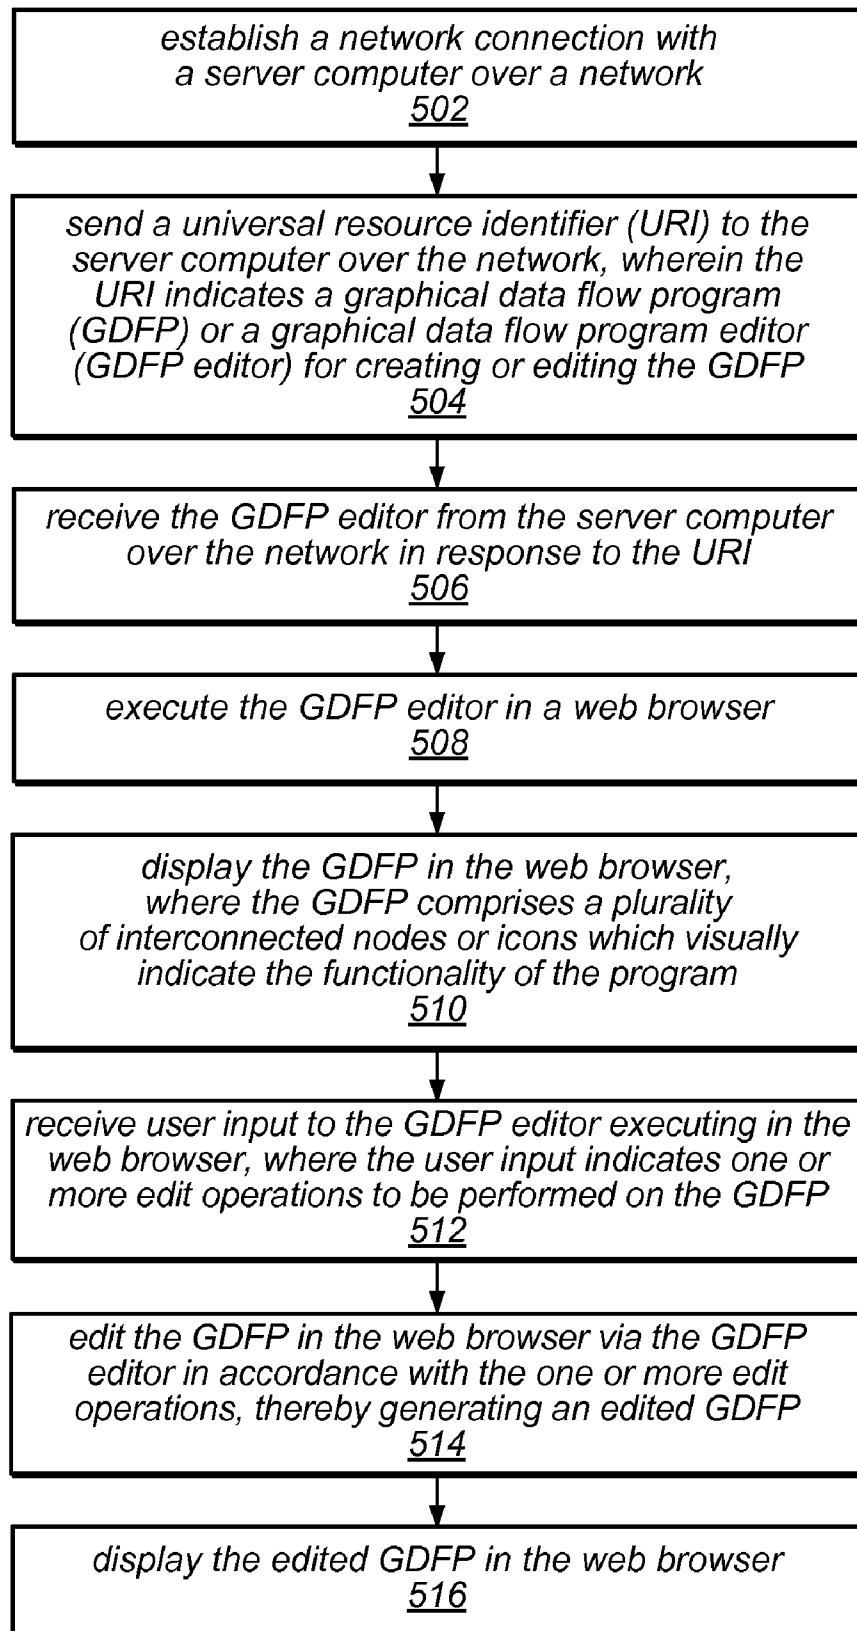 establish a network connection with
a server computer over a network
502
send a universal resource identifier (URI) to the
server computer over the network, wherein the
URI indicates a graphical data flow program
(GDFP) or a graphical data flow program editor
(GDFP editor) for creating or editing the GDFP
504
receive the GDFP editor from the server computer
over the network in response to the URI
506
execute the GDFP editor in a web browser
508
display the GDFP in the web browser,
where the GDFP comprises a plurality
of interconnected nodes or icons which visually
indicate the functionality of the program
510
receive user input to the GDFP editor executing in the
web browser, where the user input indicates one or
more edit operations to be performed on the GDFP
512
edit the GDFP in the web browser via the GDFP
editor in accordance with the one or more edit
operations, thereby generating an edited GDFP
514
display the edited GDFP in the web browser
516